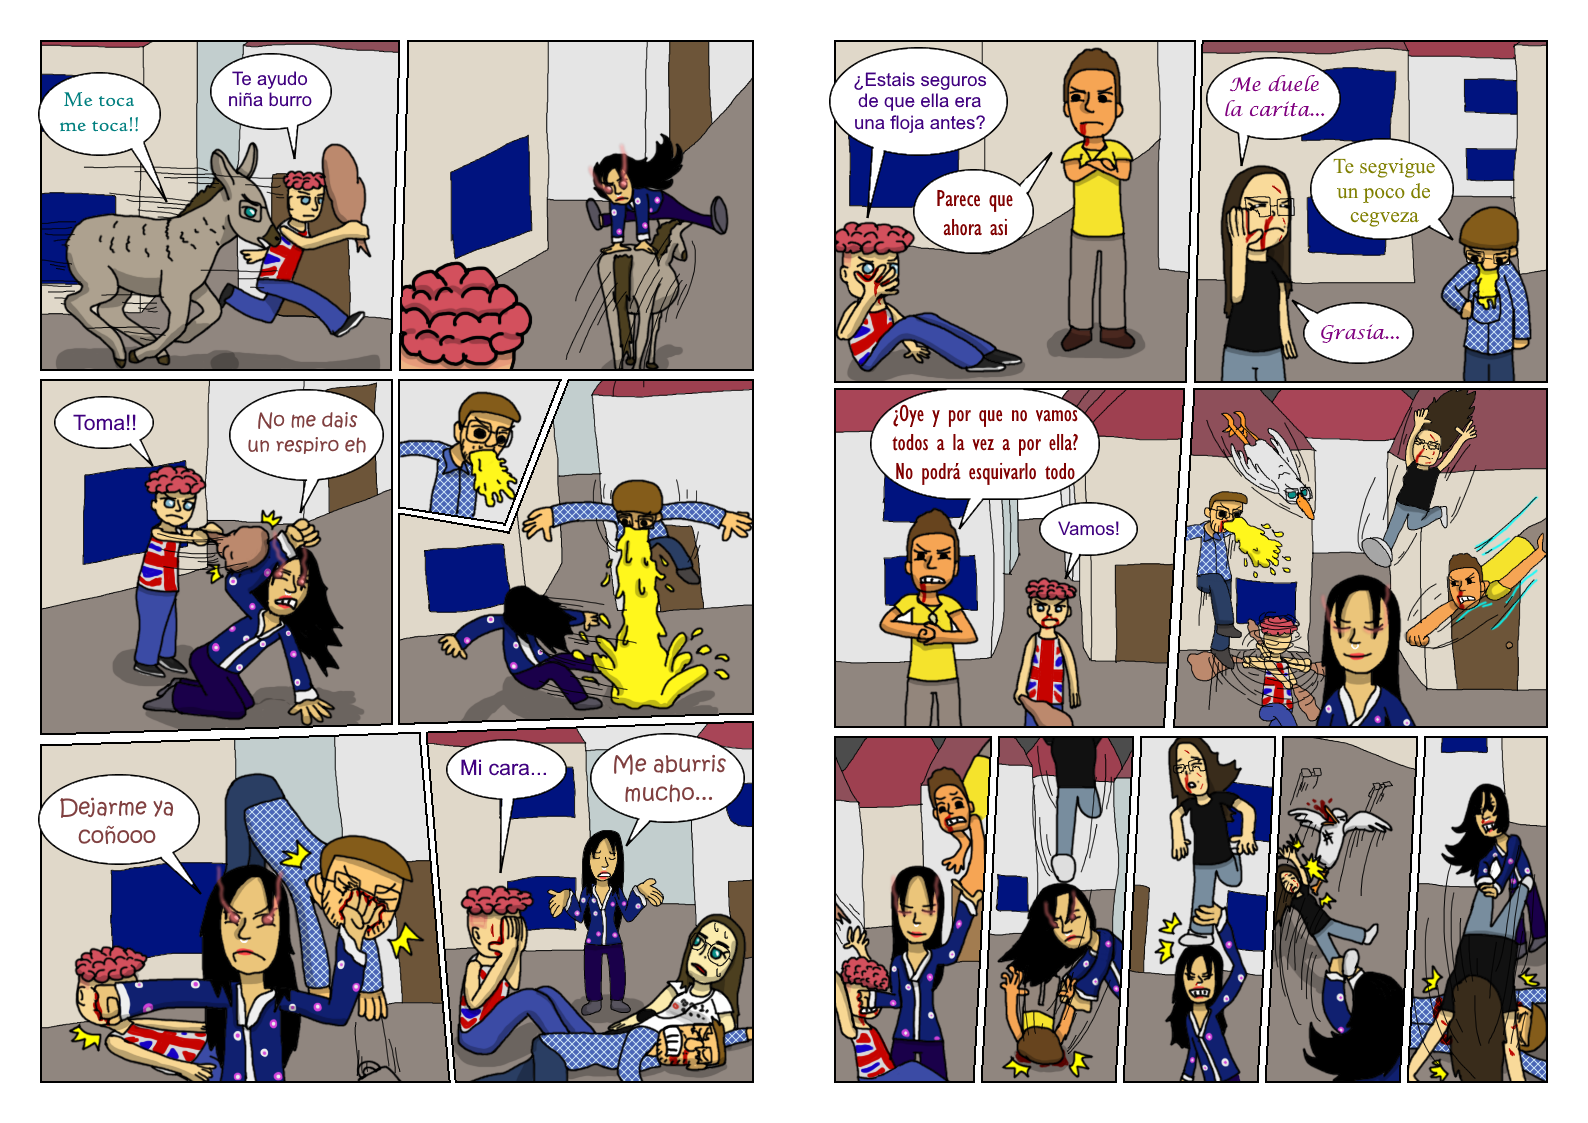 Me toca
me toca!!
Te ayudo
niña burro
Toma!!
No me dais
un respiro eh
Dejarme ya
coñooo
Mi cara...
Me aburris
mucho...
¿Estais seguros
de que ella era
una floja antes?
Parece que
ahora asi
Me duele
la carita...
Te segvigue
un poco de
cegveza
Grasia...
¿Oye y por que no vamos
todos a la vez a por ella?
No podrá esquivarlo todo
Vamos!